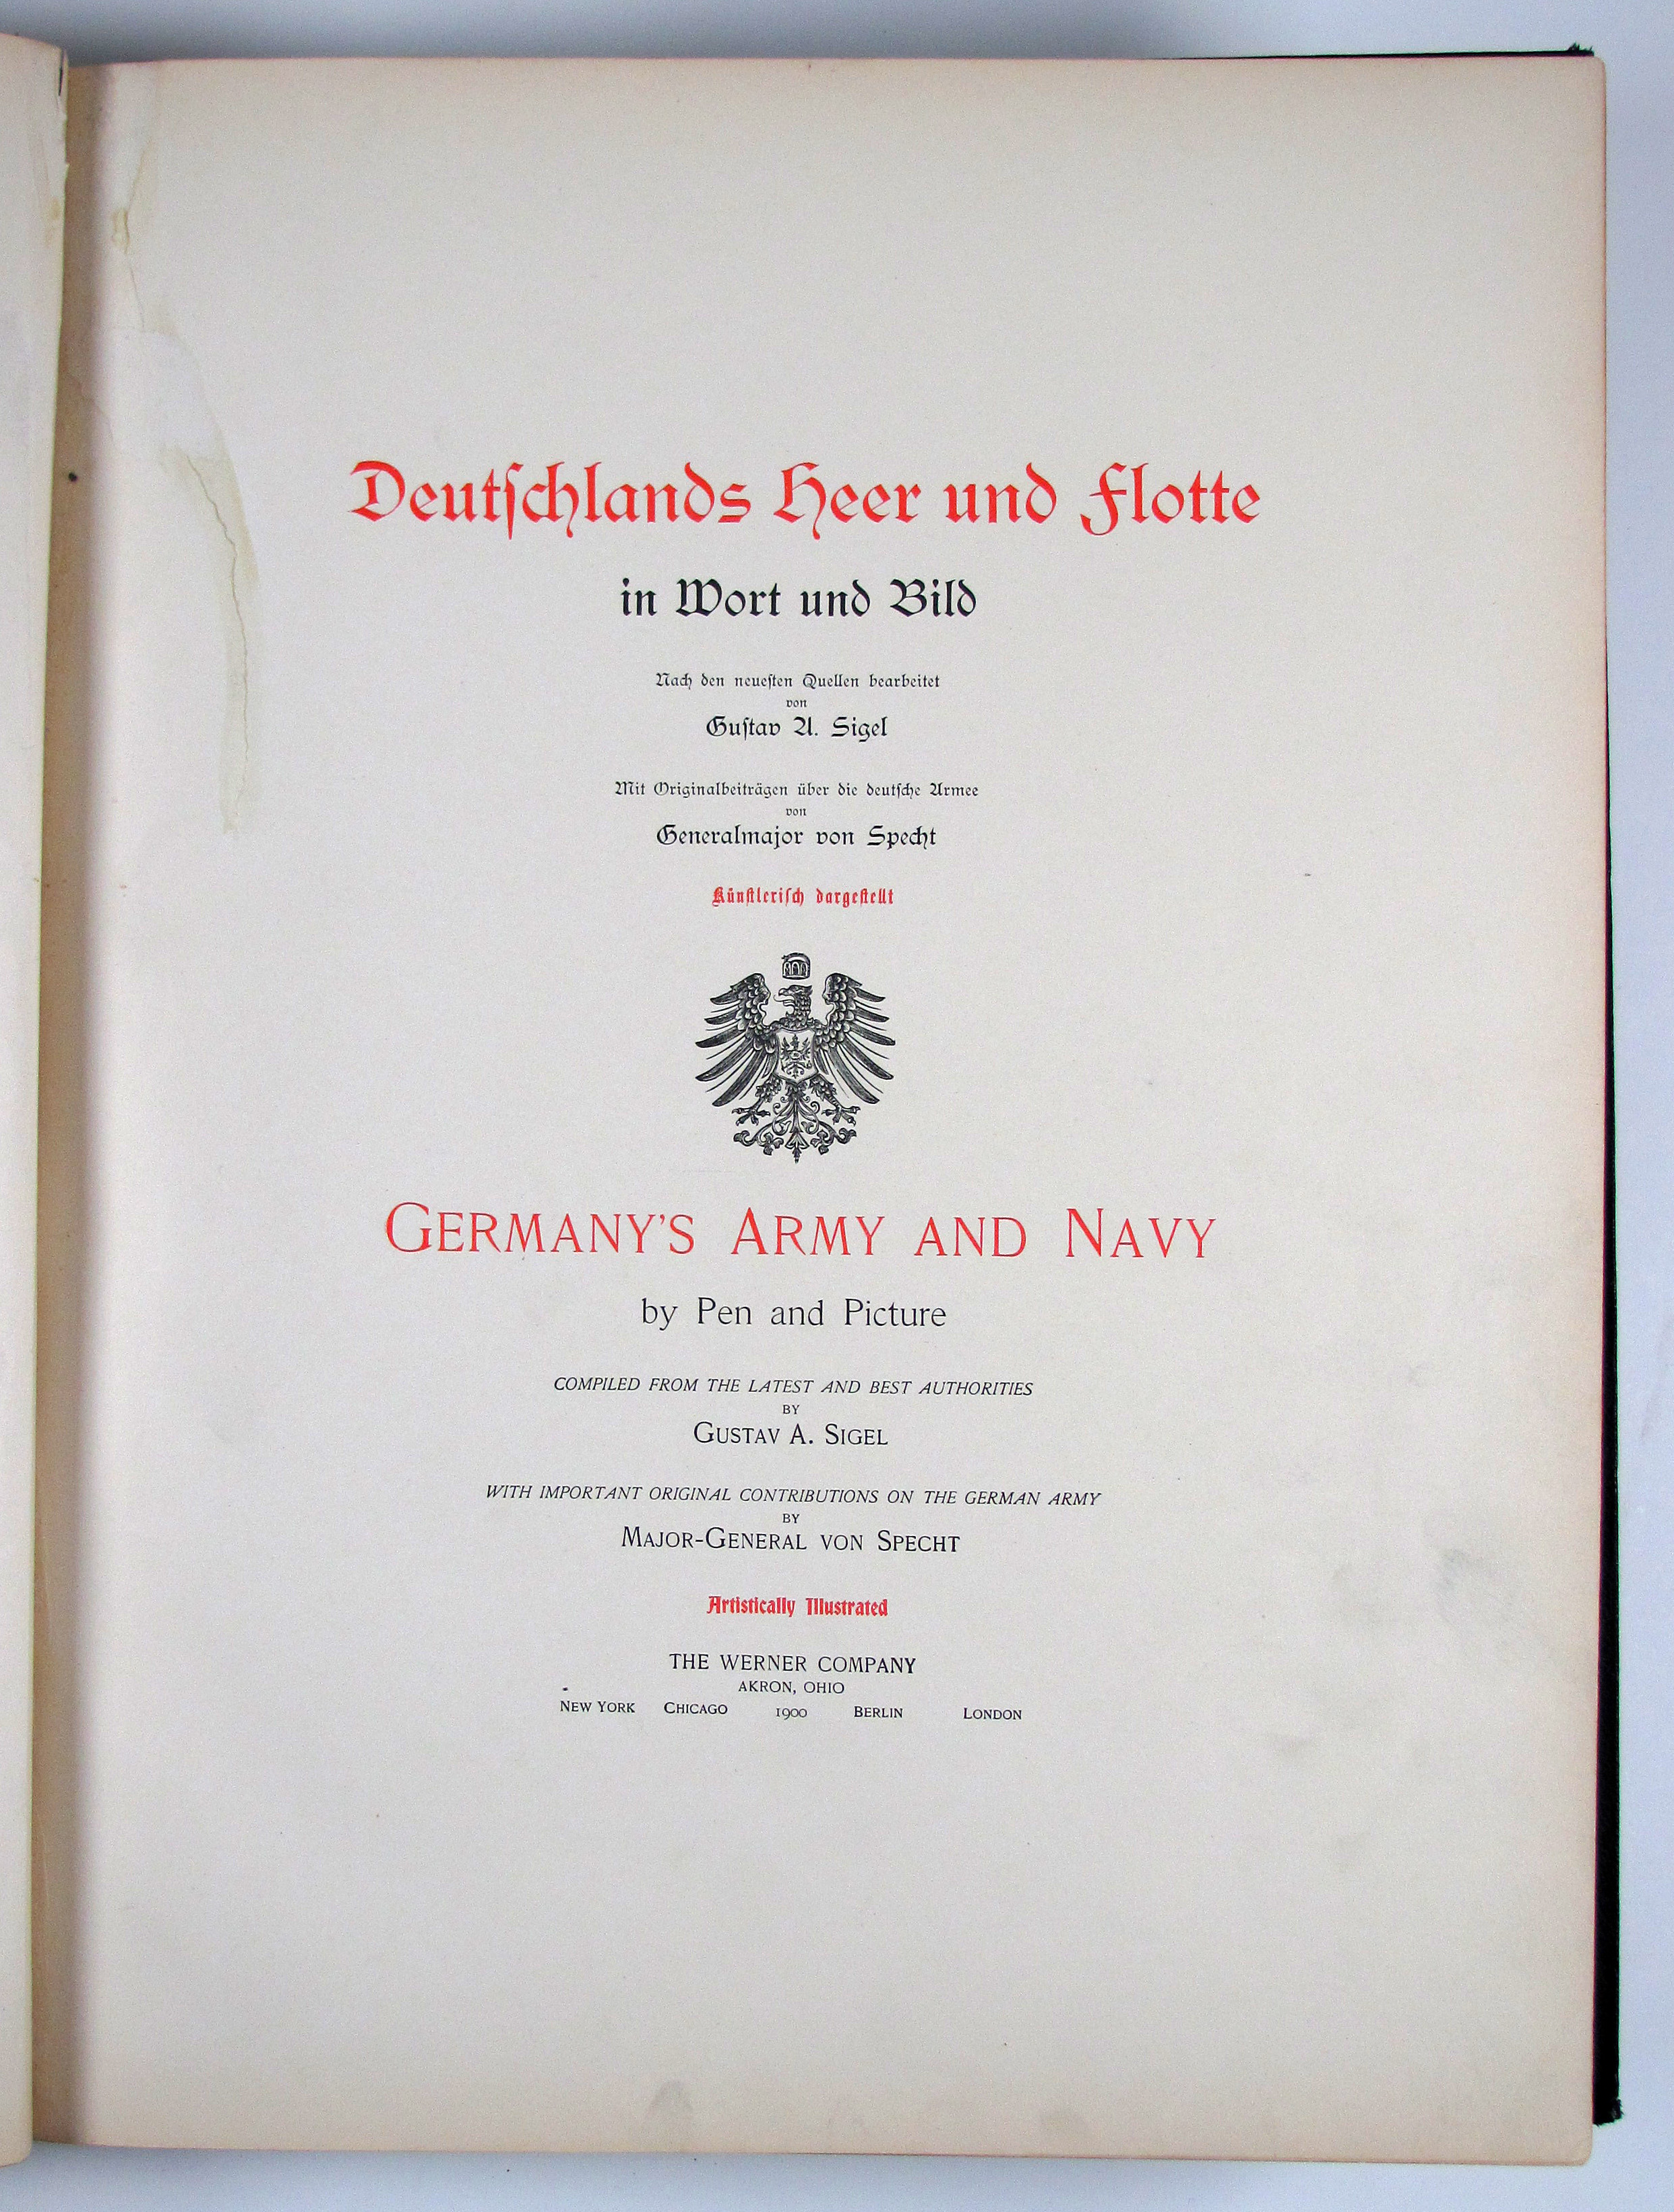 Deutſchlands Heer und Flotte
in Wort und Bild
Nach den neueſten Quellen bearbeitet
von
Guſtav A. Sigel
Mit Originalbeiträgen über die deutſche Armee
von
Generalmajor von Specht
Künſtleriſch dargeſtellt
GERMANY'S ARMY AND NAVY
by Pen and Picture
COMPILED FROM THE LATEST AND BEST AUTHORITIES
BY
GUSTAV A. SIGEL
WITH IMPORTANT ORIGINAL CONTRIBUTIONS ON THE GERMAN ARMY
BY
MAJOR-GENERAL VON SPECHT
Artistically Illustrated
THE WERNER COMPANY
AKRON, OHIO
NEW YORK CHICAGO 1900 BERLIN LONDON